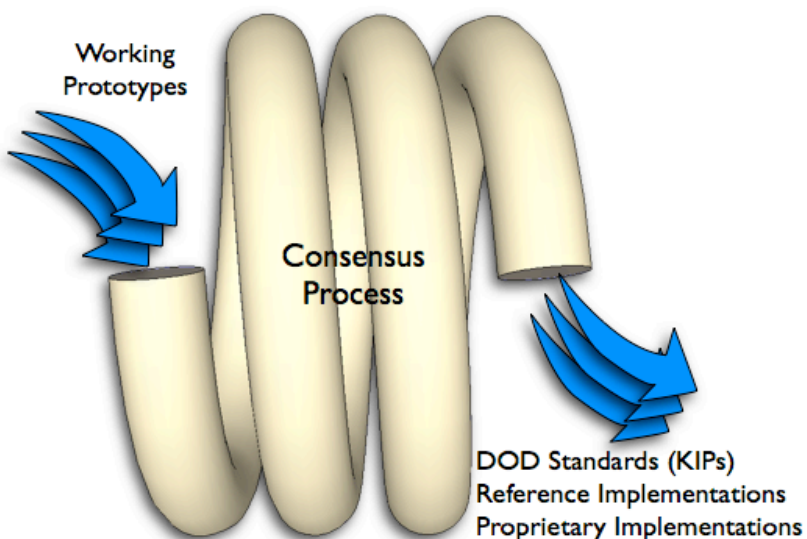 Working
Prototypes
Consensus
Process
DOD Standards (KIPs)
Reference Implementations
Proprietary Implementations